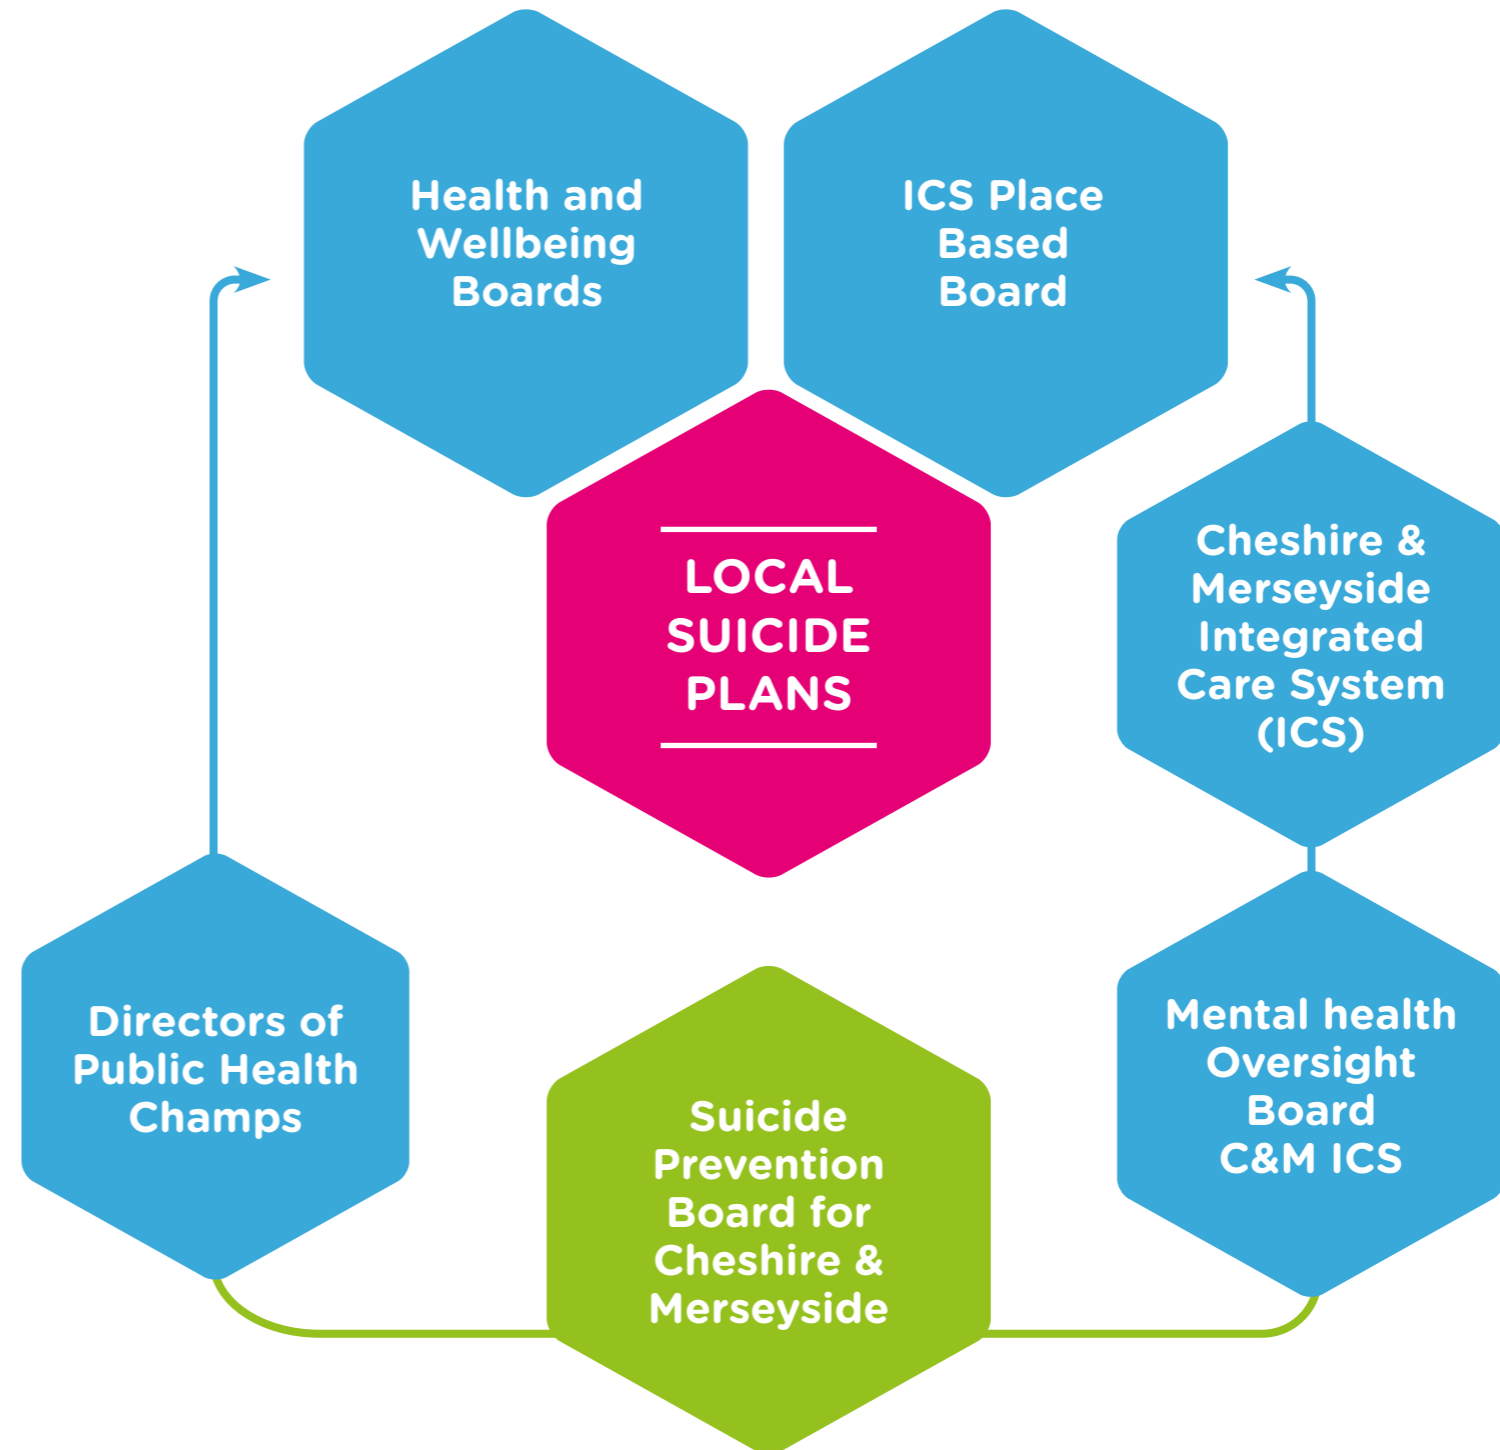 Health and
Wellbeing
Boards
ICS Place
Based
Board
LOCAL
SUICIDE
PLANS
Cheshire &
Merseyside
Integrated
Care System
(ICS)
Directors of
Public Health
Champs
Mental health
Oversight
Board
C&M ICS
Suicide
Prevention
Board for
Cheshire &
Merseyside